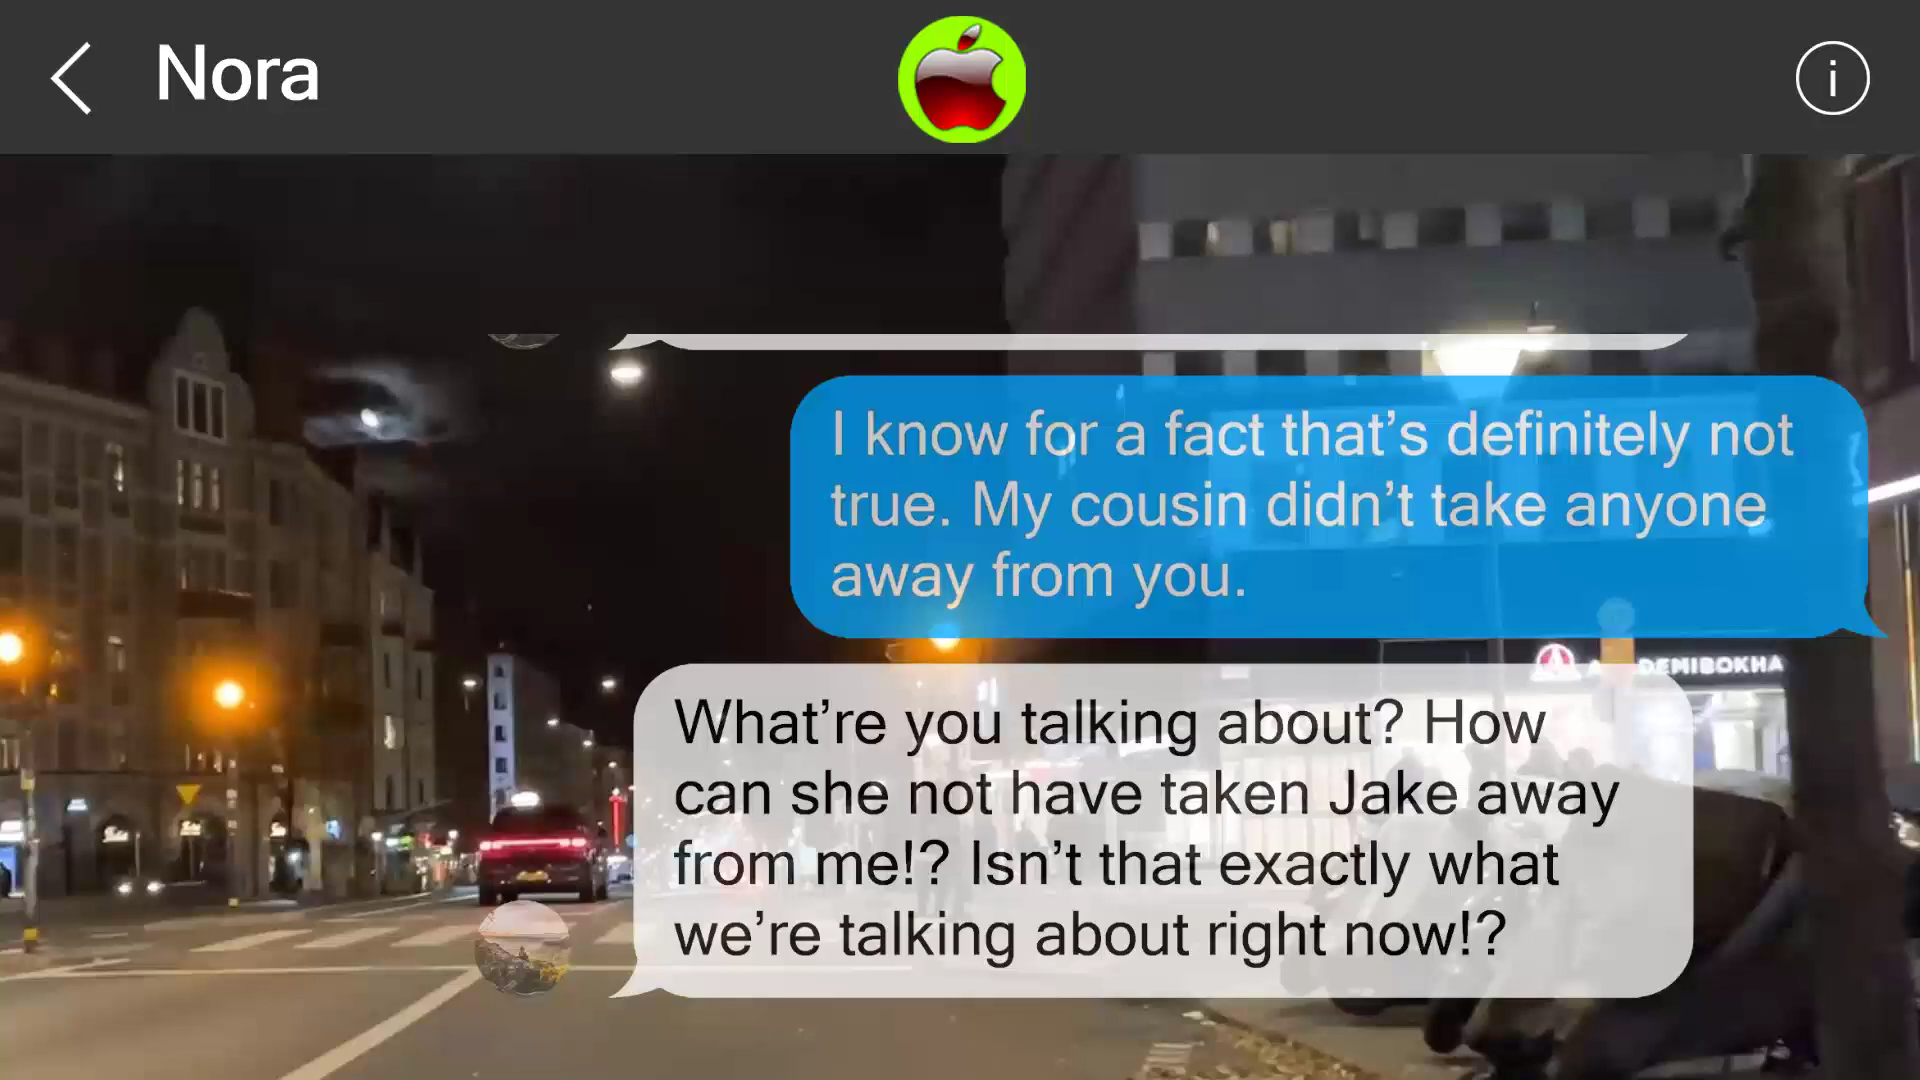 Nora
I know for a fact that’s definitely not
true. My cousin didn’t take anyone
away from you.
DEMIBOKHA
What’re you talking about? How
can she not have taken Jake away
from me!? Isn’t that exactly what
we’re talking about right now!?